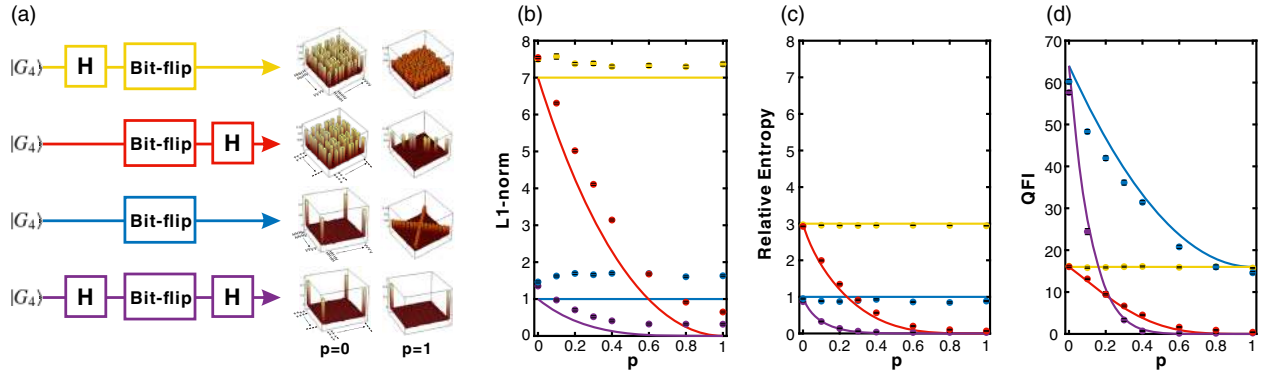 (a)
|G₄⟩ H Bit-flip
|G₄⟩ Bit-flip H
|G₄⟩ Bit-flip
|G₄⟩ H Bit-flip H
p=0 p=1
(b)
L1-norm
8
7
6
5
4
3
2
1
0
0 0.2 0.4 0.6 0.8 1
p
(c)
Relative Entropy
8
7
6
5
4
3
2
1
0
0 0.2 0.4 0.6 0.8 1
p
(d)
QFI
70
60
50
40
30
20
10
0
0 0.2 0.4 0.6 0.8 1
p